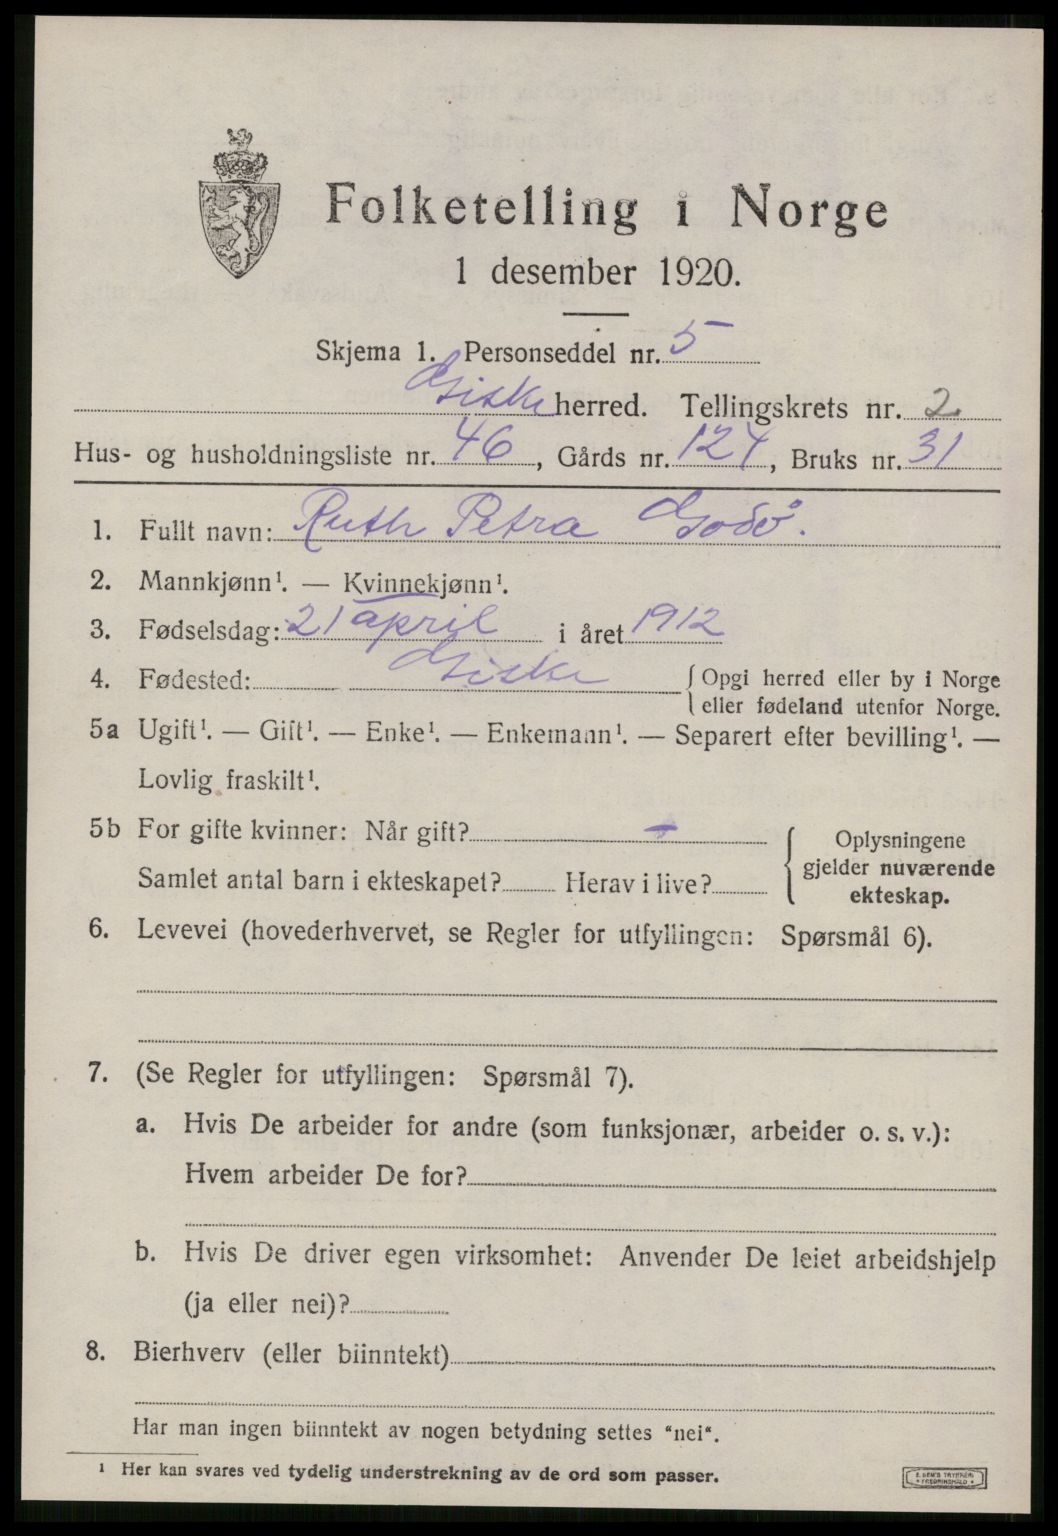 Folketelling i Norge
1 desember 1920.
Skjema 1. Personseddel nr. 5
Giske herred. Tellingskrets nr. 2
Hus- og husholdningsliste nr. 46, Gårds nr. 124, Bruks nr. 31
1. Fullt navn: Ruth Petra Godø.
2. Mannkjønn¹. — Kvinnekjønn¹.
3. Fødselsdag: 21 april i året 1912
4. Fødested: Giske { Opgi herred eller by i Norge
eller fødeland utenfor Norge.
5a Ugift¹. — Gift¹. — Enke¹. — Enkemann¹. — Separert efter bevilling¹. —
Lovlig fraskilt¹.
5b For gifte kvinner: Når gift? -
Samlet antal barn i ekteskapet? Herav i live?
{ Oplysningene
gjelder nuværende
ekteskap.
6. Levevei (hovederhvervet, se Regler for utfyllingen: Spørsmål 6).
7. (Se Regler for utfyllingen: Spørsmål 7).
a. Hvis De arbeider for andre (som funksjonær, arbeider o. s. v.):
Hvem arbeider De for?
b. Hvis De driver egen virksomhet: Anvender De leiet arbeidshjelp
(ja eller nei)?
8. Bierhverv (eller biinntekt)
Har man ingen biinntekt av nogen betydning settes "nei".
¹ Her kan svares ved tydelig understrekning av de ord som passer.